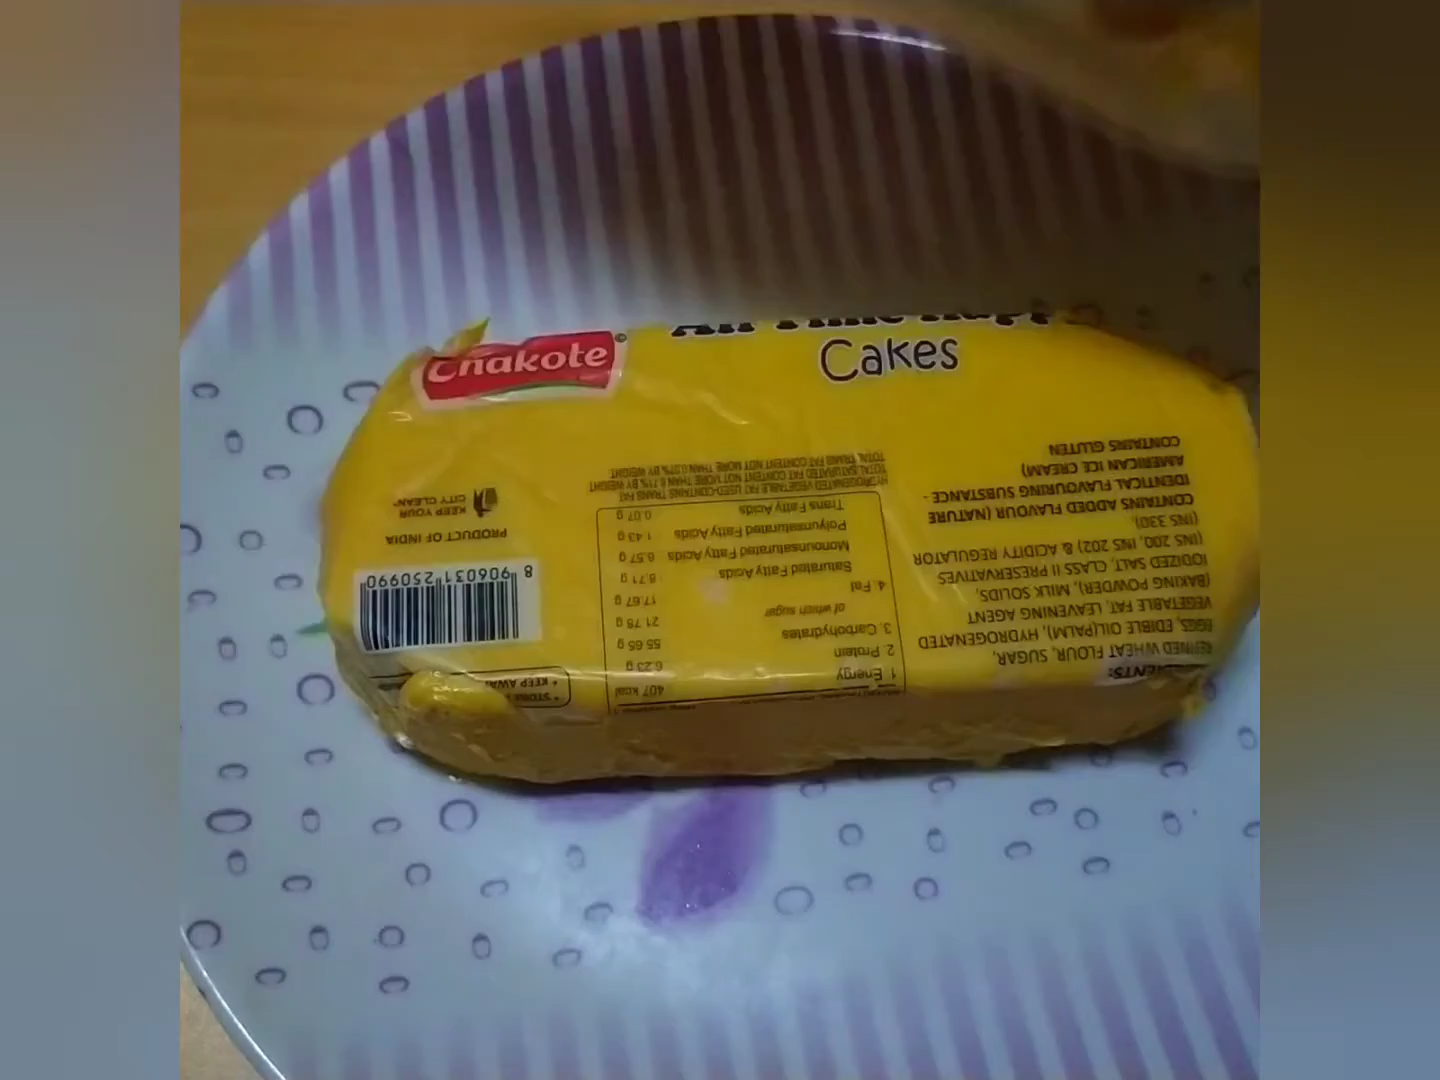 Chakote
All Time Happy
Cakes
INGREDIENTS:
REFINED WHEAT FLOUR, SUGAR,
EGGS, EDIBLE OIL(PALM), HYDROGENATED
VEGETABLE FAT, LEAVENING AGENT
(BAKING POWDER), MILK SOLIDS,
IODIZED SALT, CLASS II PRESERVATIVES
(INS 200, INS 202) & ACIDITY REGULATOR
(INS 330).
CONTAINS ADDED FLAVOUR (NATURE
IDENTICAL FLAVOURING SUBSTANCE -
AMERICAN ICE CREAM)
CONTAINS GLUTEN
1. Energy 407 kcal
2. Protein 6.23 g
3. Carbohydrates 55.65 g
of which sugar 21.78 g
4. Fat 17.67 g
Saturated Fatty Acids 8.71 g
Monounsaturated Fatty Acids 6.57 g
Polyunsaturated Fatty Acids 1.43 g
Trans Fatty Acids 0.07 g
HYDROGENATED VEGETABLE FAT USED-CONTAINS TRANS FAT
TOTAL SATURATED FAT CONTENT NOT MORE THAN 8.71% BY WEIGHT
TOTAL TRANS FAT CONTENT NOT MORE THAN 0.07% BY WEIGHT.
* STORE
* KEEP AWAY
8 906031 250990
PRODUCT OF INDIA
KEEP YOUR
CITY CLEAN